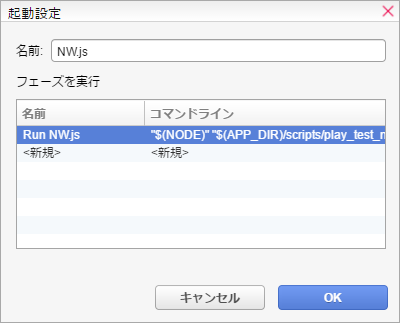 起動設定
名前: NW.js
フェーズを実行
名前 コマンドライン
Run NW.js "$(NODE)" "$(APP_DIR)/scripts/play_test_n
<新規> <新規>
キャンセル OK